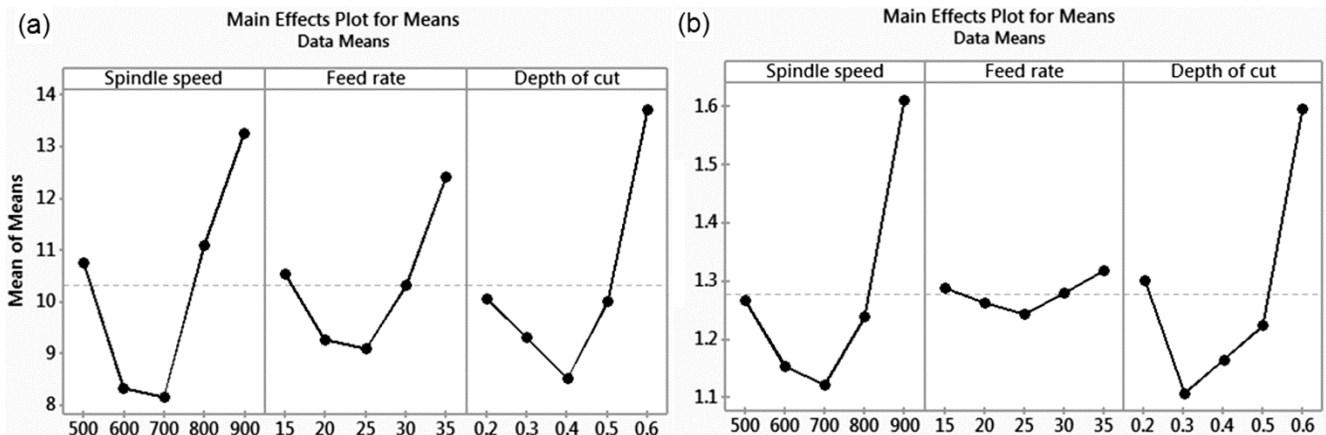 (a)
Main Effects Plot for Means
Data Means
Spindle speed Feed rate Depth of cut
Mean of Means
14
13
12
11
10
9
8
500 600 700 800 900 15 20 25 30 35 0.2 0.3 0.4 0.5 0.6
(b)
Main Effects Plot for Means
Data Means
Spindle speed Feed rate Depth of cut
1.6
1.5
1.4
1.3
1.2
1.1
500 600 700 800 900 15 20 25 30 35 0.2 0.3 0.4 0.5 0.6